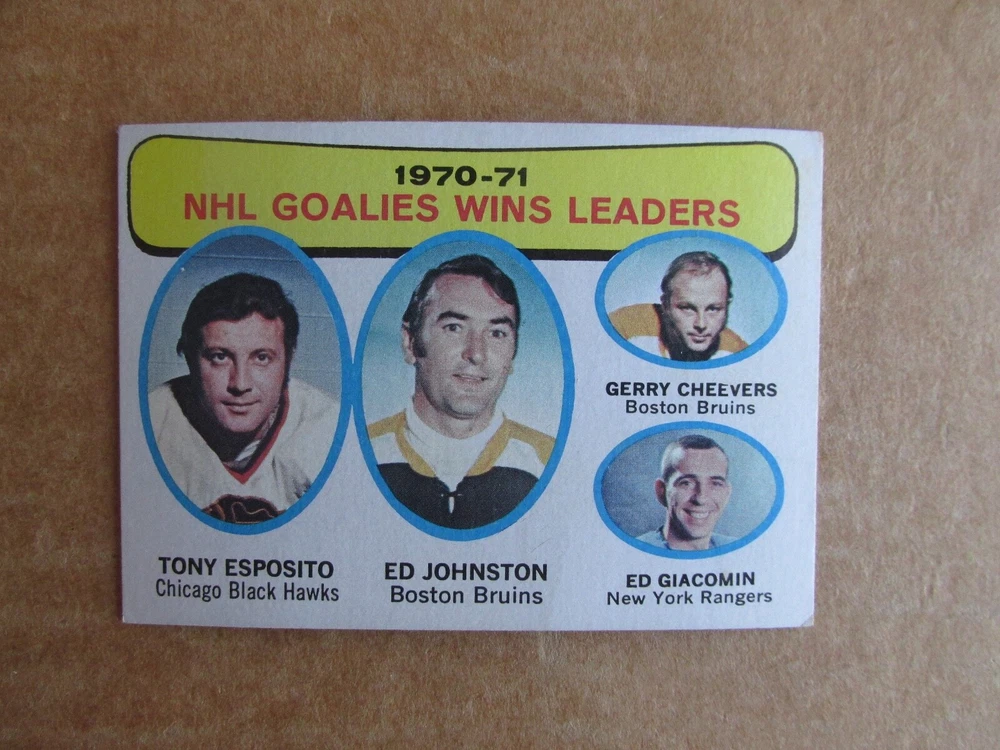 1970-71
NHL GOALIES WINS LEADERS
TONY ESPOSITO
Chicago Black Hawks
ED JOHNSTON
Boston Bruins
GERRY CHEEVERS
Boston Bruins
ED GIACOMIN
New York Rangers